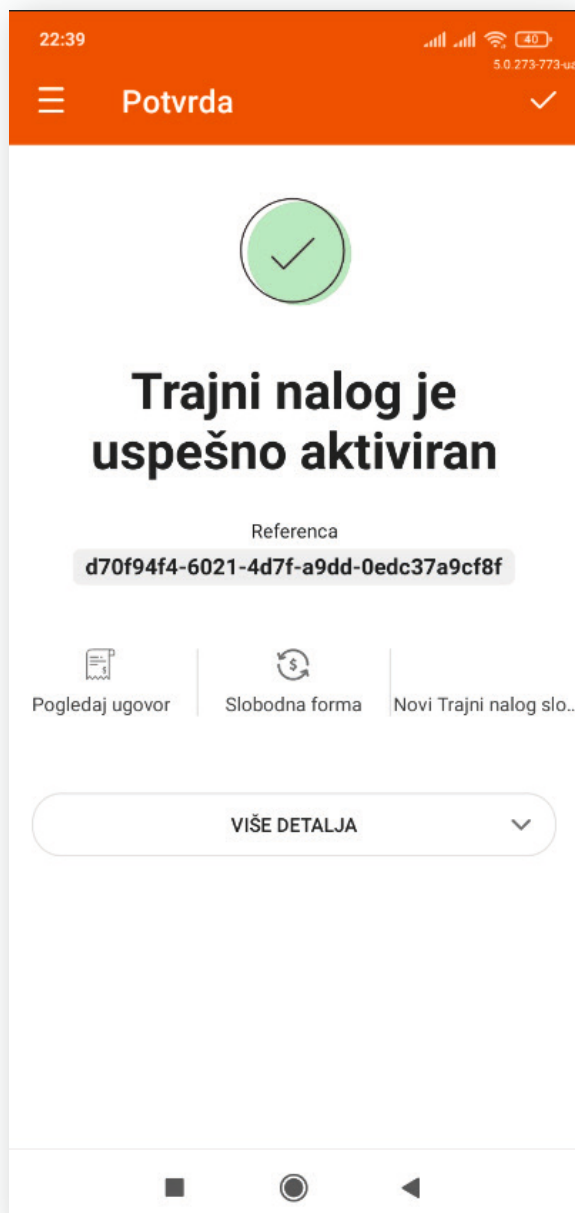 22:39
40
5.0.273-773-ua
Potvrda
Trajni nalog je
uspešno aktiviran
Referenca
d70f94f4-6021-4d7f-a9dd-0edc37a9cf8f
Pogledaj ugovor
Slobodna forma
Novi Trajni nalog slo..
VIŠE DETALJA